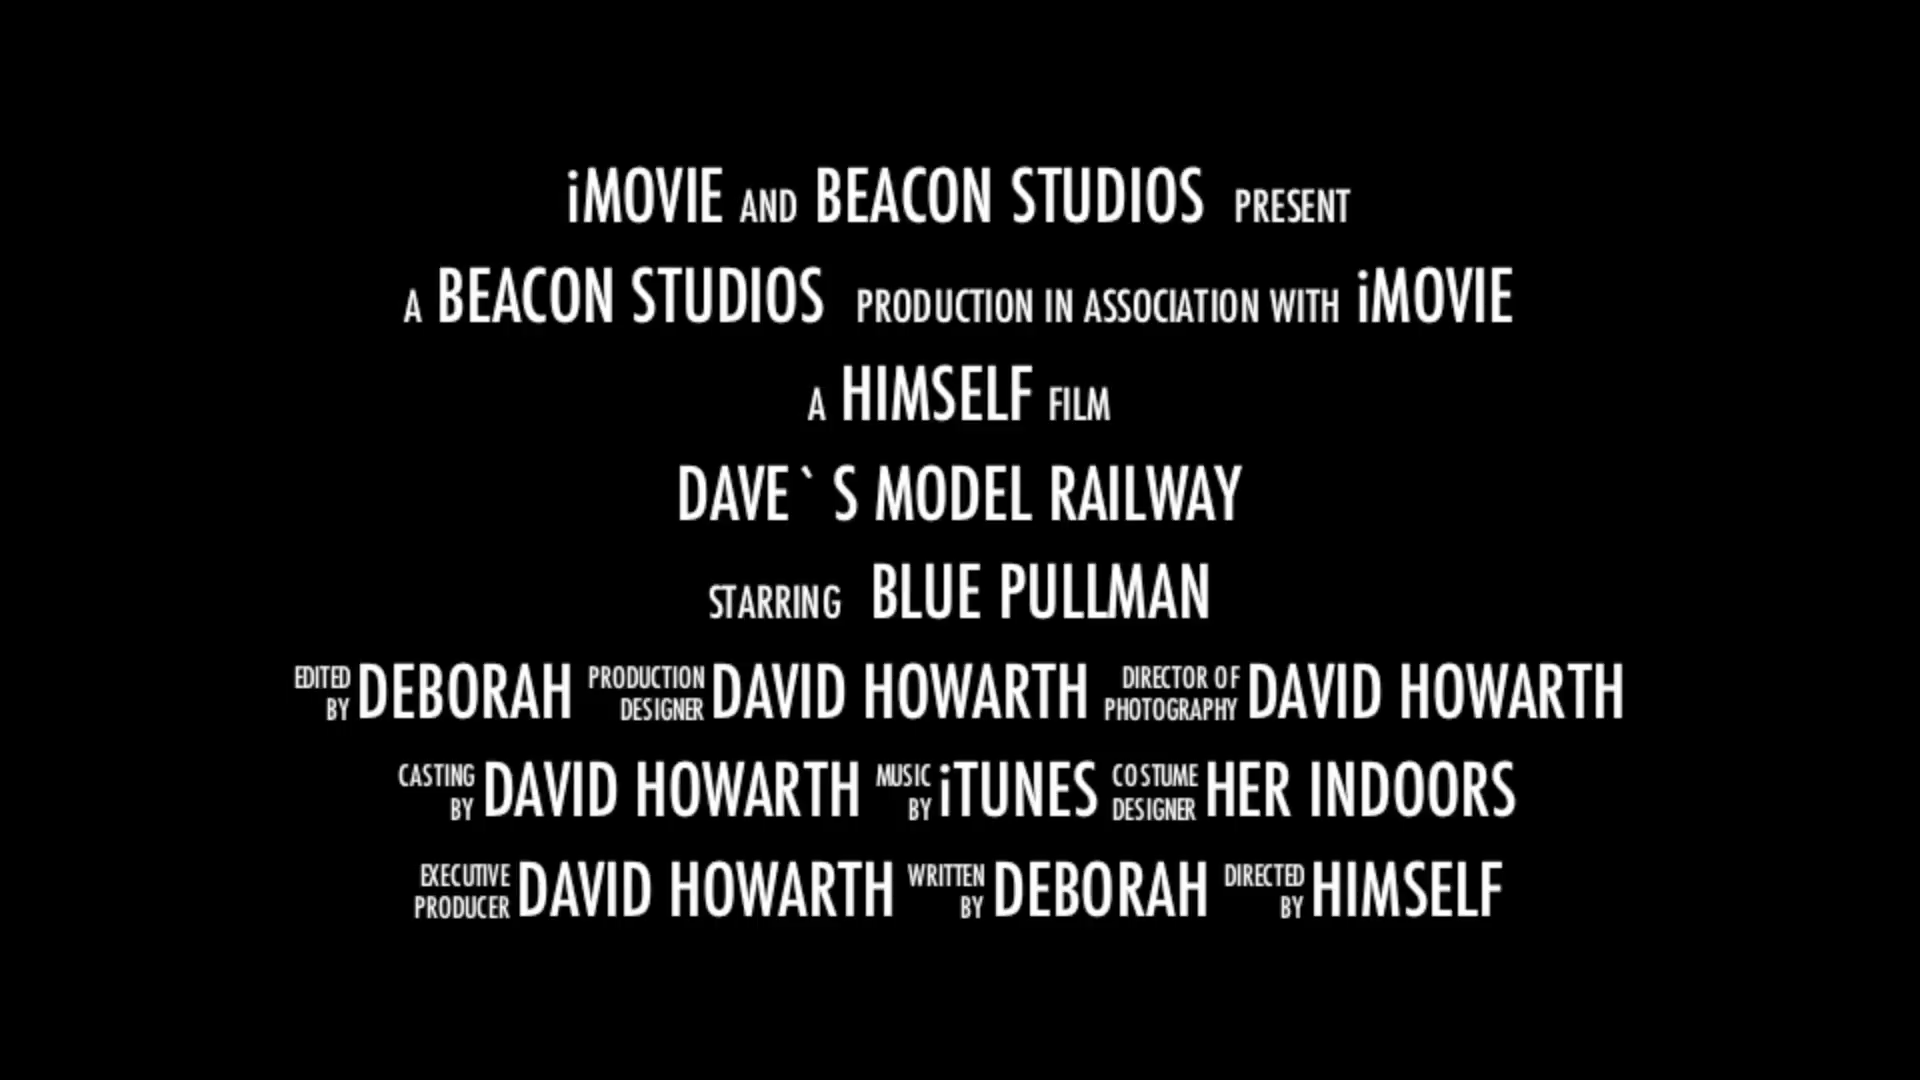 iMOVIE AND BEACON STUDIOS PRESENT
A BEACON STUDIOS PRODUCTION IN ASSOCIATION WITH iMOVIE
A HIMSELF FILM
DAVE`S MODEL RAILWAY
STARRING BLUE PULLMAN
EDITED BY DEBORAH PRODUCTION DESIGNER DAVID HOWARTH DIRECTOR OF PHOTOGRAPHY DAVID HOWARTH
CASTING BY DAVID HOWARTH MUSIC BY iTUNES COSTUME DESIGNER HER INDOORS
EXECUTIVE PRODUCER DAVID HOWARTH WRITTEN BY DEBORAH DIRECTED BY HIMSELF